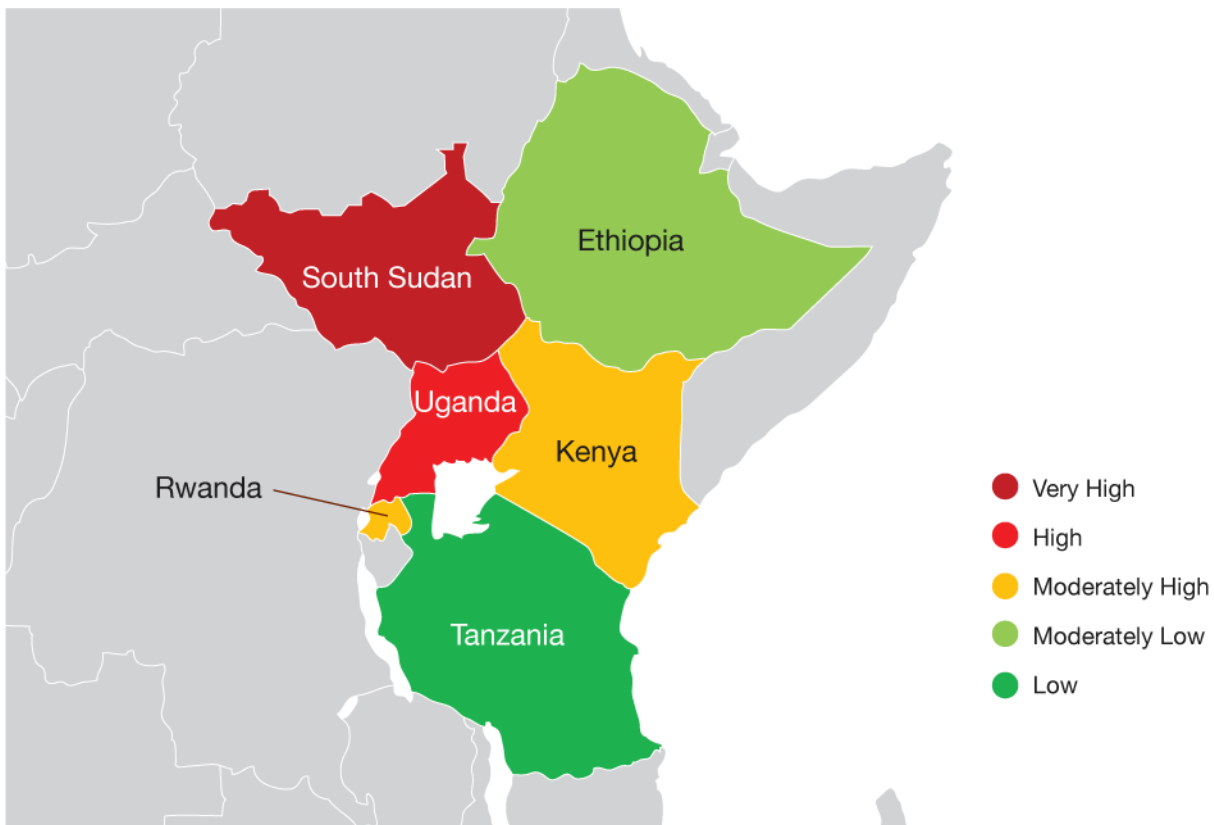 Ethiopia
South Sudan
Uganda
Kenya
Rwanda
Tanzania
Very High
High
Moderately High
Moderately Low
Low